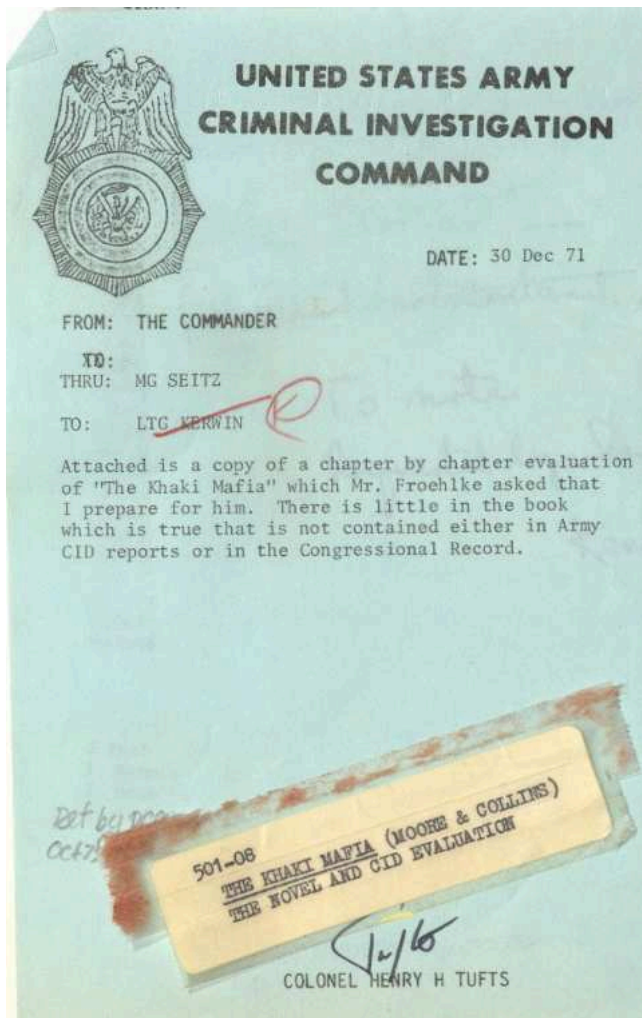 UNITED STATES ARMY
CRIMINAL INVESTIGATION
COMMAND
DATE: 30 Dec 71
FROM: THE COMMANDER
TO:
THRU: MG SEITZ
TO: LTG KERWIN
Attached is a copy of a chapter by chapter evaluation
of "The Khaki Mafia" which Mr. Froehlke asked that
I prepare for him. There is little in the book
which is true that is not contained either in Army
CID reports or in the Congressional Record.
Ret by
501-08
THE KHAKI MAFIA (MOORE & COLLINS)
THE NOVEL AND CID EVALUATION
Tufts
COLONEL HENRY H TUFTS